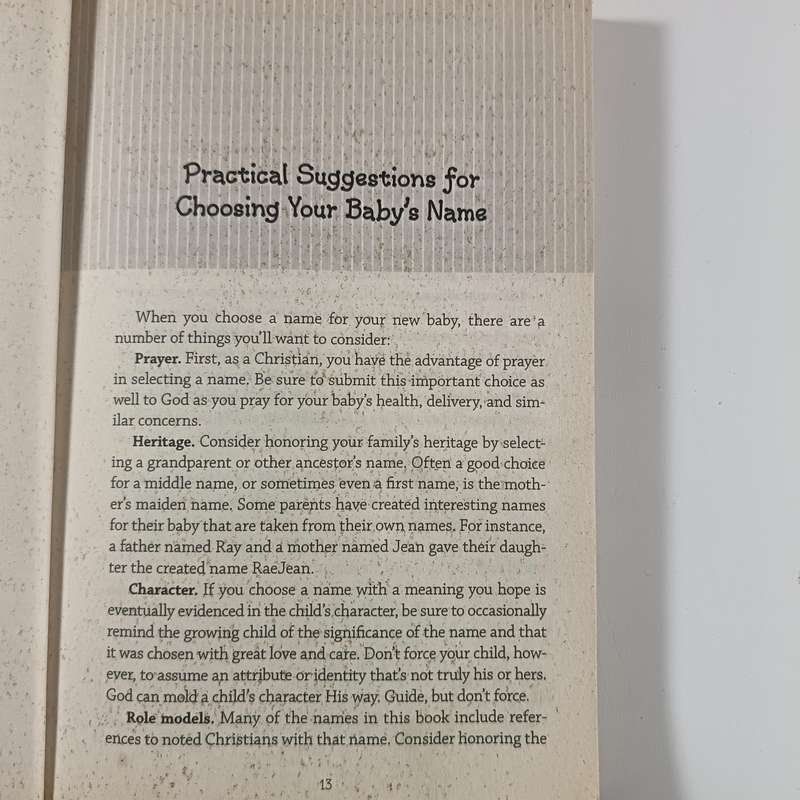 Practical Suggestions for
Choosing Your Baby's Name
When you choose a name for your new baby, there are a
number of things you'll want to consider:
Prayer. First, as a Christian, you have the advantage of prayer
in selecting a name. Be sure to submit this important choice as
well to God as you pray for your baby's health, delivery, and sim-
ilar concerns.
Heritage. Consider honoring your family's heritage by select-
ing a grandparent or other ancestor's name. Often a good choice
for a middle name, or sometimes even a first name, is the moth-
er's maiden name. Some parents have created interesting names
for their baby that are taken from their own names. For instance,
a father named Ray and a mother named Jean gave their daugh-
ter the created name RaeJean.
Character. If you choose a name with a meaning you hope is
eventually evidenced in the child's character, be sure to occasionally
remind the growing child of the significance of the name and that
it was chosen with great love and care. Don't force your child, how-
ever, to assume an attribute or identity that's not truly his or hers.
God can mold a child's character His way. Guide, but don't force.
Role models. Many of the names in this book include refer-
ences to noted Christians with that name. Consider honoring the
13